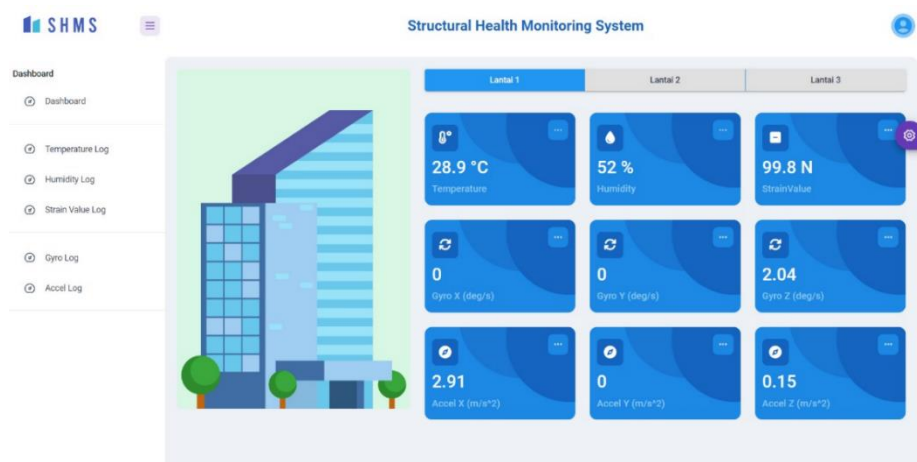 SHMS
Structural Health Monitoring System
Dashboard
Dashboard
Temperature Log
Humidity Log
Strain Value Log
Gyro Log
Accel Log
Lantai 1
Lantai 2
Lantai 3
28.9 °C
Temperature
52 %
Humidity
99.8 N
StrainValue
0
Gyro X (deg/s)
0
Gyro Y (deg/s)
2.04
Gyro Z (deg/s)
2.91
Accel X (m/s^2)
0
Accel Y (m/s^2)
0.15
Accel Z (m/s^2)